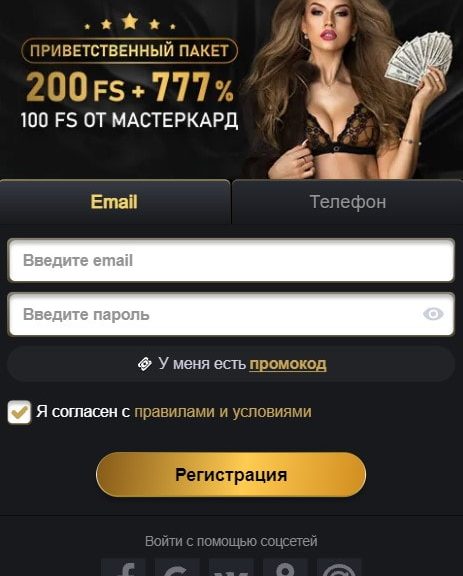 ПРИВЕТСТВЕННЫЙ ПАКЕТ
200 FS + 777%
100 FS ОТ МАСТЕРКАРД
Email
Телефон
Введите email
Введите пароль
У меня есть промокод
Я согласен с правилами и условиями
Регистрация
Войти с помощью соцсетей